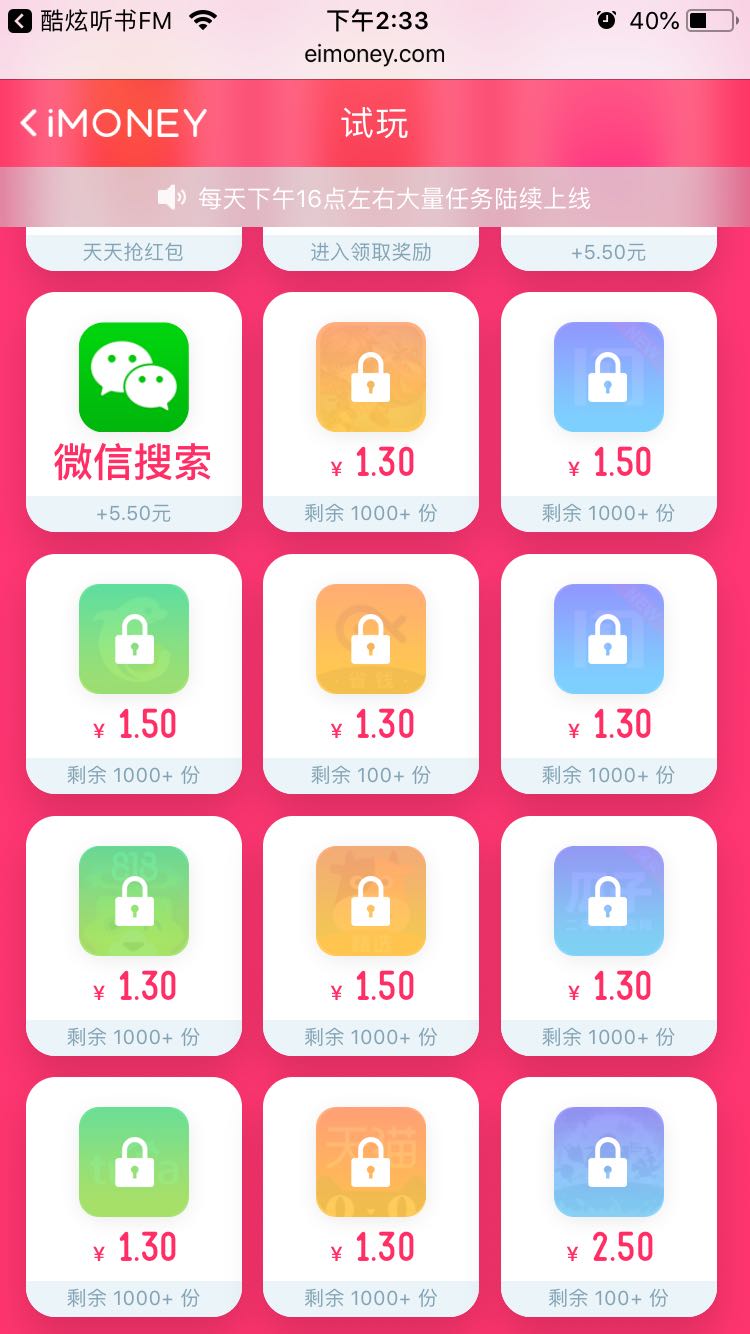 酷炫听书FM 下午2:33 40%
eimoney.com
iMONEY 试玩
每天下午16点左右大量任务陆续上线
天天抢红包 进入领取奖励 +5.50元
微信搜索 ¥ 1.30 ¥ 1.50
+5.50元 剩余 1000+ 份 剩余 1000+ 份
¥ 1.50 ¥ 1.30 ¥ 1.30
剩余 1000+ 份 剩余 100+ 份 剩余 1000+ 份
818
¥ 1.30 ¥ 1.50 ¥ 1.30
剩余 1000+ 份 剩余 1000+ 份 剩余 1000+ 份
天猫
¥ 1.30 ¥ 1.30 ¥ 2.50
剩余 1000+ 份 剩余 1000+ 份 剩余 100+ 份